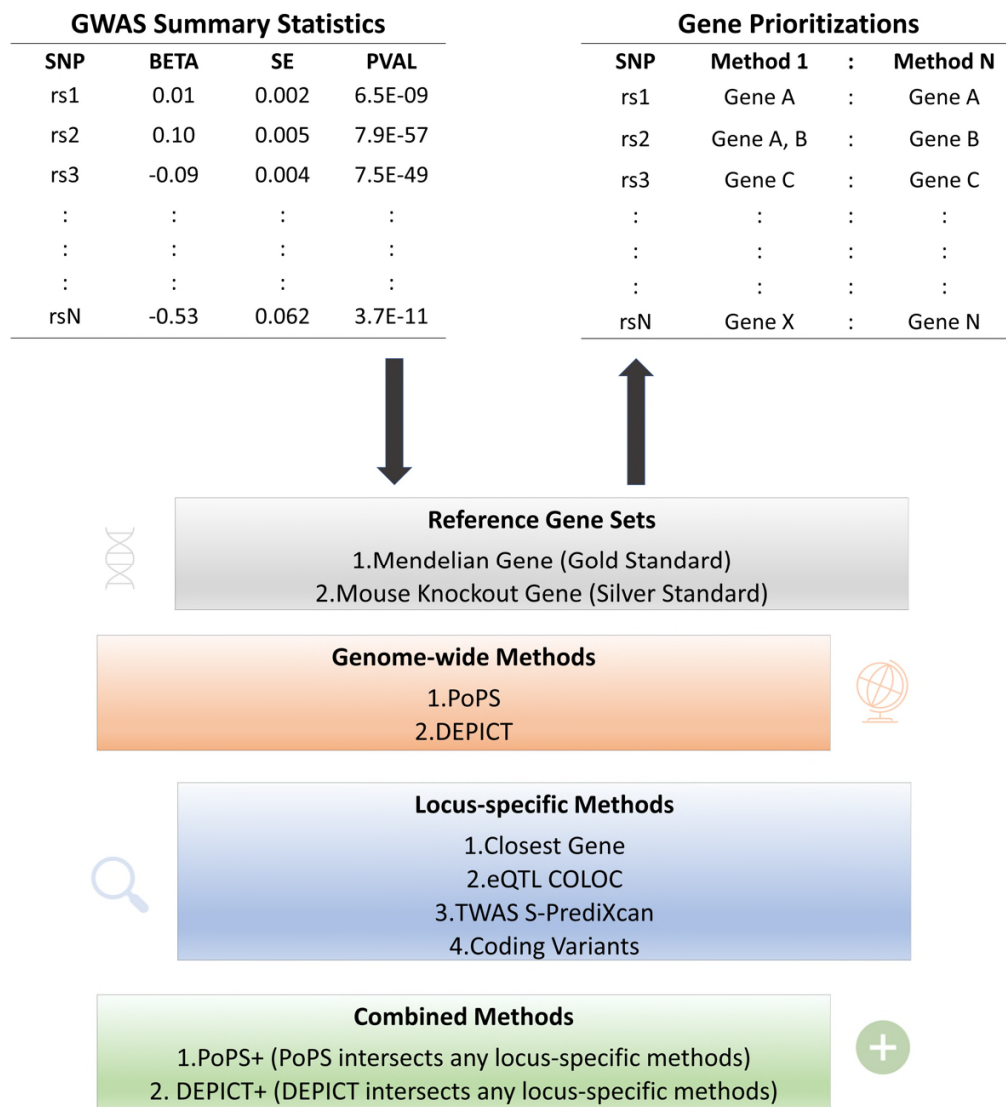 GWAS Summary Statistics
SNP BETA SE PVAL
rs1 0.01 0.002 6.5E-09
rs2 0.10 0.005 7.9E-57
rs3 -0.09 0.004 7.5E-49
: : : :
: : : :
: : : :
rsN -0.53 0.062 3.7E-11
Gene Prioritizations
SNP Method 1 : Method N
rs1 Gene A : Gene A
rs2 Gene A, B : Gene B
rs3 Gene C : Gene C
: : : :
: : : :
: : : :
rsN Gene X : Gene N
Reference Gene Sets
1.Mendelian Gene (Gold Standard)
2.Mouse Knockout Gene (Silver Standard)
Genome-wide Methods
1.PoPS
2.DEPICT
Locus-specific Methods
1.Closest Gene
2.eQTL COLOC
3.TWAS S-PrediXcan
4.Coding Variants
Combined Methods
1.PoPS+ (PoPS intersects any locus-specific methods)
2. DEPICT+ (DEPICT intersects any locus-specific methods)